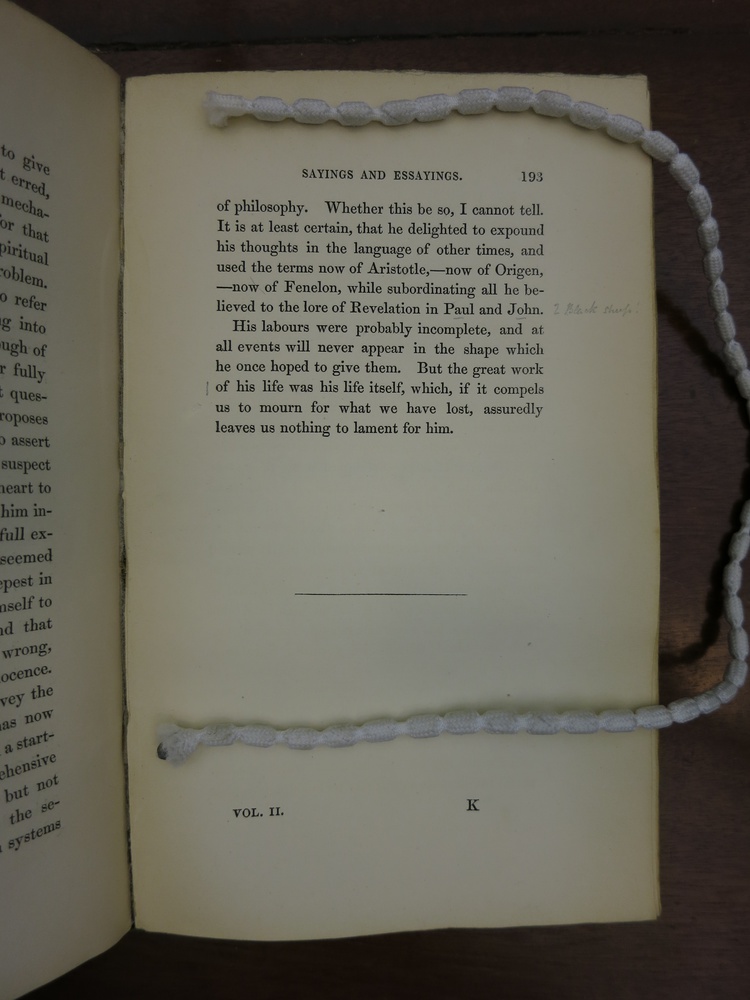 to give
t erred,
mecha-
for that
piritual
roblem.
o refer
ng into
ough of
r fully
t ques-
roposes
o assert
suspect
heart to
him in-
full ex-
seemed
epest in
mself to
nd that
wrong,
ocence.
vey the
as now
a start-
ehensive
but not
the se-
systems
SAYINGS AND ESSAYINGS. 193
of philosophy. Whether this be so, I cannot tell.
It is at least certain, that he delighted to expound
his thoughts in the language of other times, and
used the terms now of Aristotle,—now of Origen,
—now of Fenelon, while subordinating all he be-
lieved to the lore of Revelation in Paul and John.
His labours were probably incomplete, and at
all events will never appear in the shape which
he once hoped to give them. But the great work
of his life was his life itself, which, if it compels
us to mourn for what we have lost, assuredly
leaves us nothing to lament for him.
VOL. II. K